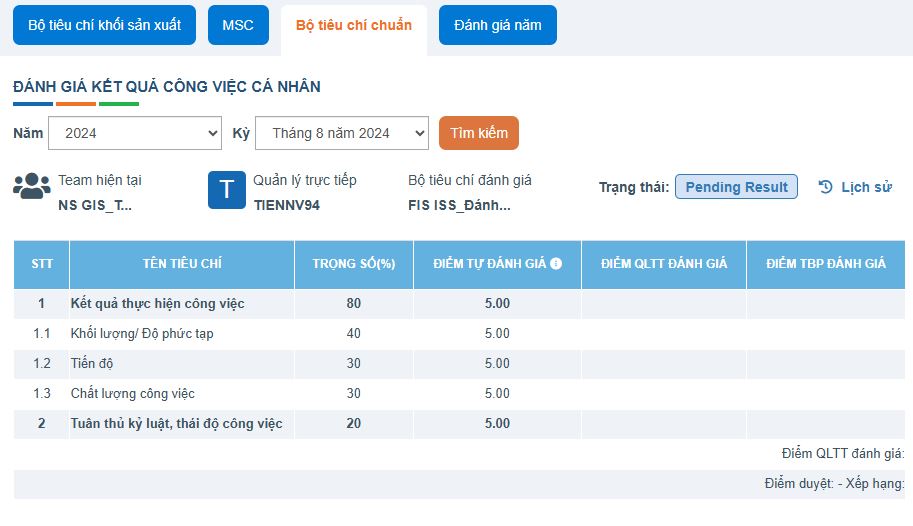 Bộ tiêu chí khối sản xuất MSC Bộ tiêu chí chuẩn Đánh giá năm
ĐÁNH GIÁ KẾT QUẢ CÔNG VIỆC CÁ NHÂN
Năm 2024 Kỳ Tháng 8 năm 2024 Tìm kiếm
Team hiện tại T Quản lý trực tiếp Bộ tiêu chí đánh giá Trạng thái: Pending Result Lịch sử
NS GIS_T... TIENNV94 FIS ISS_Đánh...
STT TÊN TIÊU CHÍ TRỌNG SỐ(%) ĐIỂM TỰ ĐÁNH GIÁ ĐIỂM QLTT ĐÁNH GIÁ ĐIỂM TBP ĐÁNH GIÁ
1 Kết quả thực hiện công việc 80 5.00
1.1 Khối lượng/ Độ phức tạp 40 5.00
1.2 Tiến độ 30 5.00
1.3 Chất lượng công việc 30 5.00
2 Tuân thủ kỷ luật, thái độ công việc 20 5.00
Điểm QLTT đánh giá:
Điểm duyệt: - Xếp hạng: